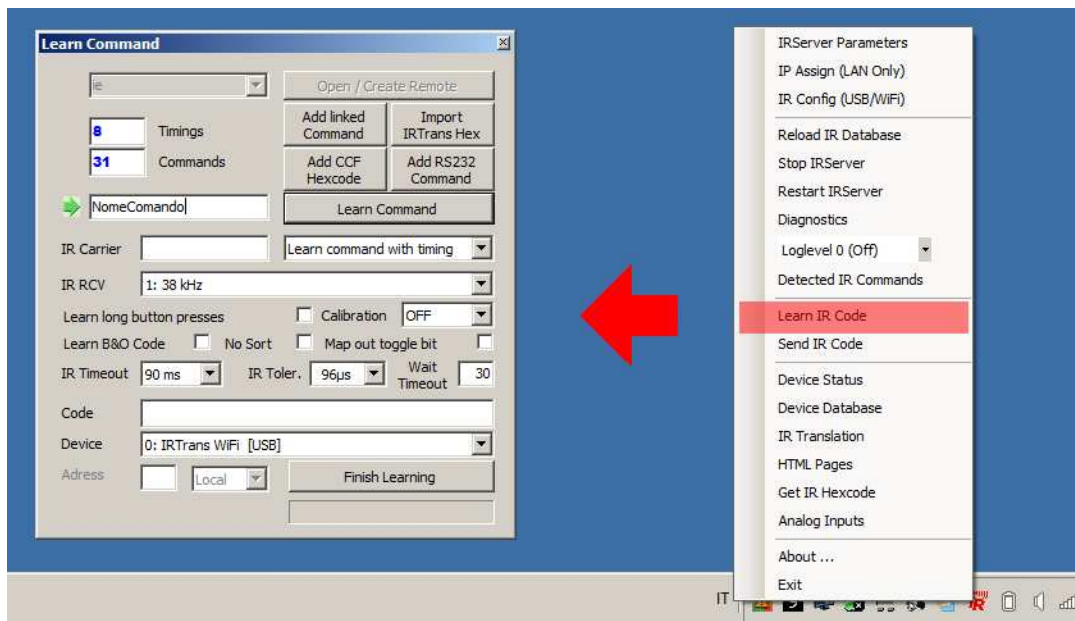 Learn Command
ie
Open / Create Remote
8 Timings
Add linked Command
Import IRTrans Hex
31 Commands
Add CCF Hexcode
Add RS232 Command
NomeComando
Learn Command
IR Carrier
Learn command with timing
IR RCV 1: 38 kHz
Learn long button presses
Calibration OFF
Learn B&O Code
No Sort
Map out toggle bit
IR Timeout 90 ms
IR Toler. 96µs
Wait Timeout 30
Code
Device 0: IRTrans WiFi [USB]
Adress
Local
Finish Learning
IRServer Parameters
IP Assign (LAN Only)
IR Config (USB/WiFi)
Reload IR Database
Stop IRServer
Restart IRServer
Diagnostics
Loglevel 0 (Off)
Detected IR Commands
Learn IR Code
Send IR Code
Device Status
Device Database
IR Translation
HTML Pages
Get IR Hexcode
Analog Inputs
About ...
Exit
IT
IR